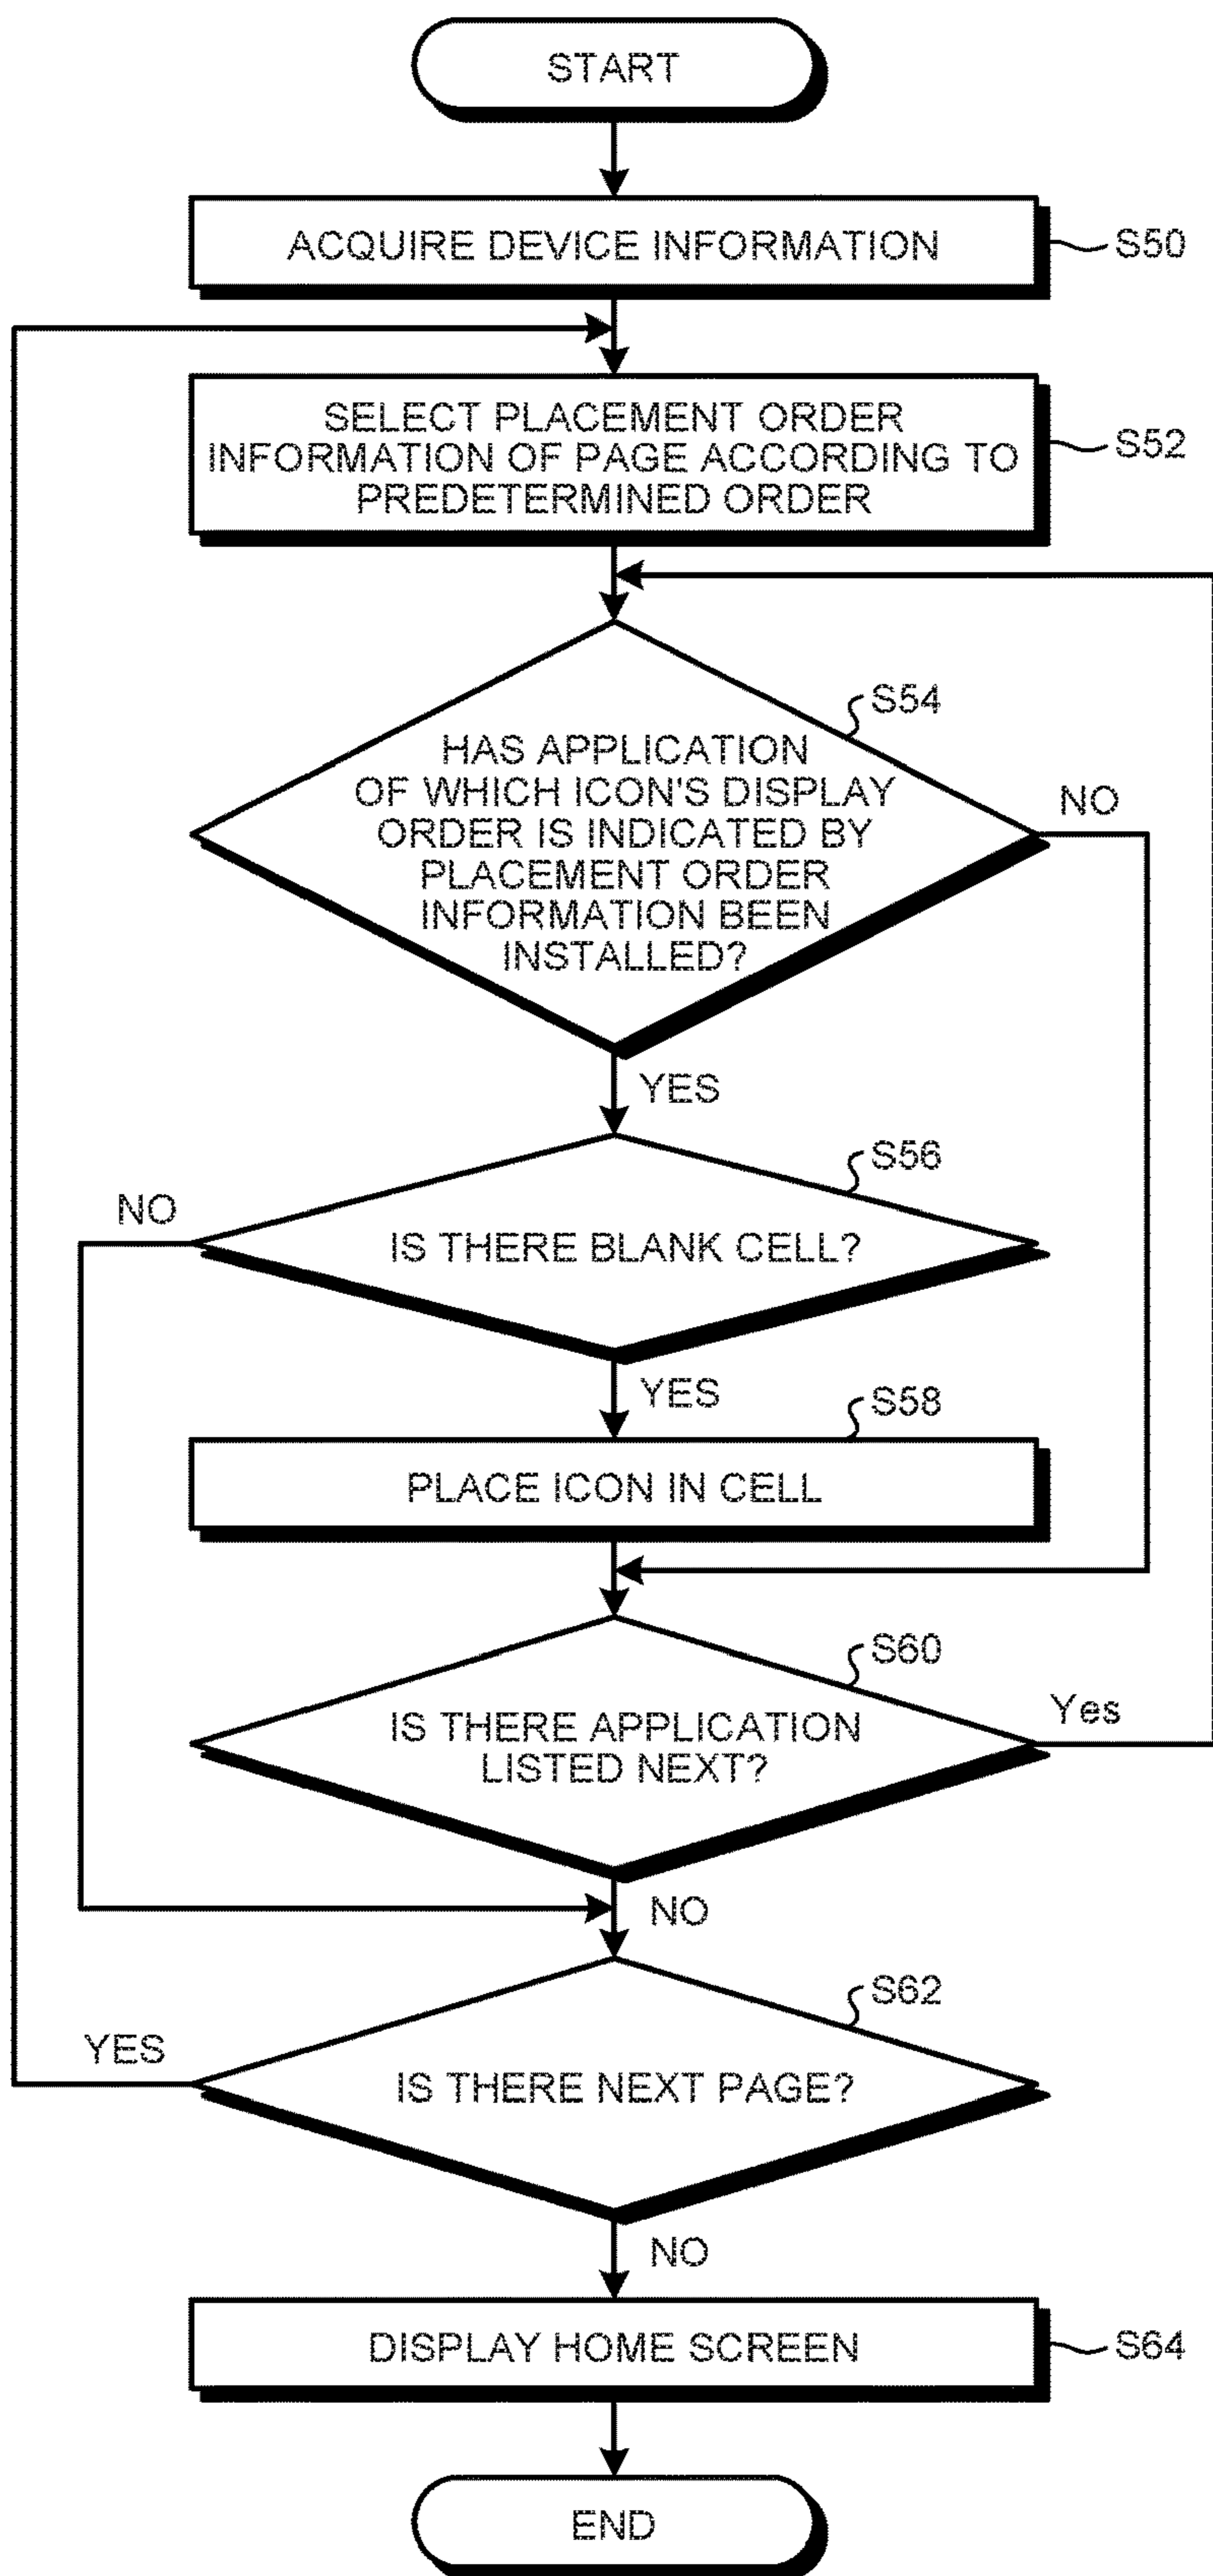 START
ACQUIRE DEVICE INFORMATION
S50
SELECT PLACEMENT ORDER
INFORMATION OF PAGE ACCORDING TO
PREDETERMINED ORDER
S52
S54
HAS APPLICATION
OF WHICH ICON'S DISPLAY
ORDER IS INDICATED BY
PLACEMENT ORDER
INFORMATION BEEN
INSTALLED?
NO
YES
S56
NO
IS THERE BLANK CELL?
YES
S58
PLACE ICON IN CELL
S60
IS THERE APPLICATION
LISTED NEXT?
Yes
NO
S62
YES
IS THERE NEXT PAGE?
NO
DISPLAY HOME SCREEN
S64
END